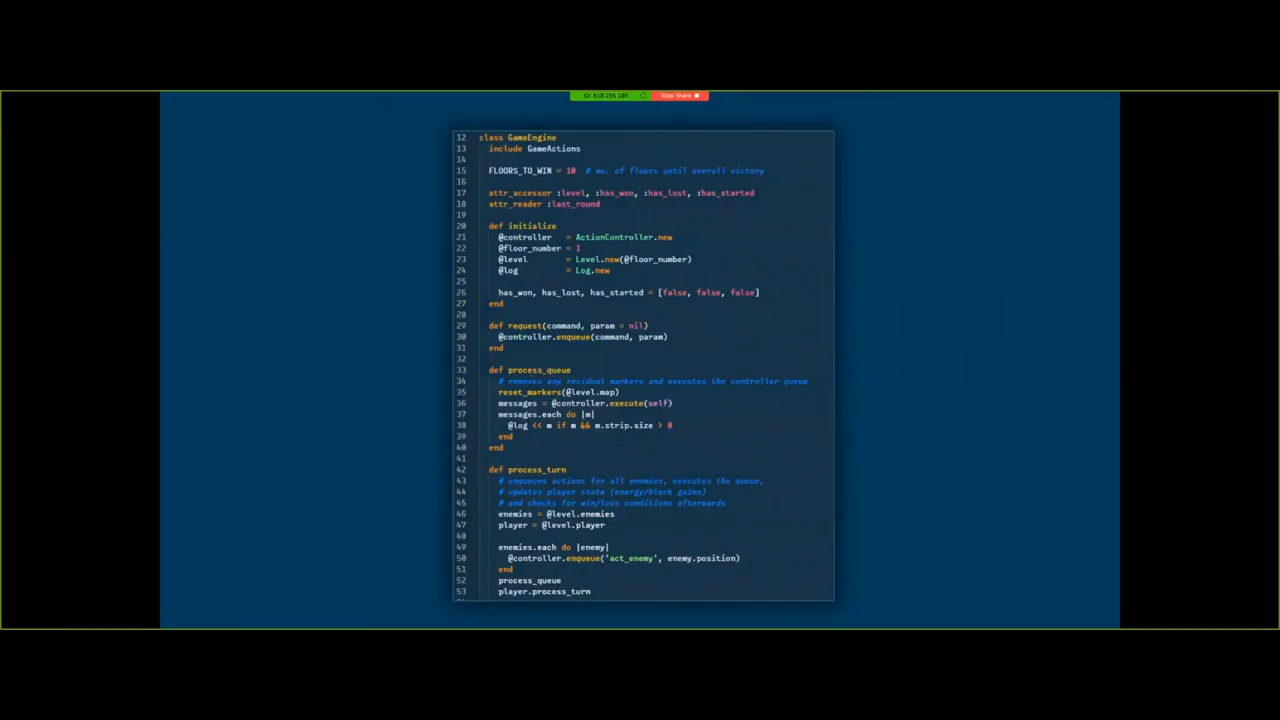 ID: 618 255 185 Stop Share
12 class GameEngine
13 include GameActions
14
15 FLOORS_TO_WIN = 10 # no. of floors until overall victory
16
17 attr_accessor :level, :has_won, :has_lost, :has_started
18 attr_reader :last_round
19
20 def initialize
21 @controller = ActionController.new
22 @floor_number = 1
23 @level = Level.new(@floor_number)
24 @log = Log.new
25
26 has_won, has_lost, has_started = [false, false, false]
27 end
28
29 def request(command, param = nil)
30 @controller.enqueue(command, param)
31 end
32
33 def process_queue
34 # removes any residual markers and executes the controller queue
35 reset_markers(@level.map)
36 messages = @controller.execute(self)
37 messages.each do |m|
38 @log << m if m && m.strip.size > 0
39 end
40 end
41
42 def process_turn
43 # enqueues actions for all enemies, executes the queue,
44 # updates player state (energy/block gains)
45 # and checks for win/loss conditions afterwards
46 enemies = @level.enemies
47 player = @level.player
48
49 enemies.each do |enemy|
50 @controller.enqueue('act_enemy', enemy.position)
51 end
52 process_queue
53 player.process_turn